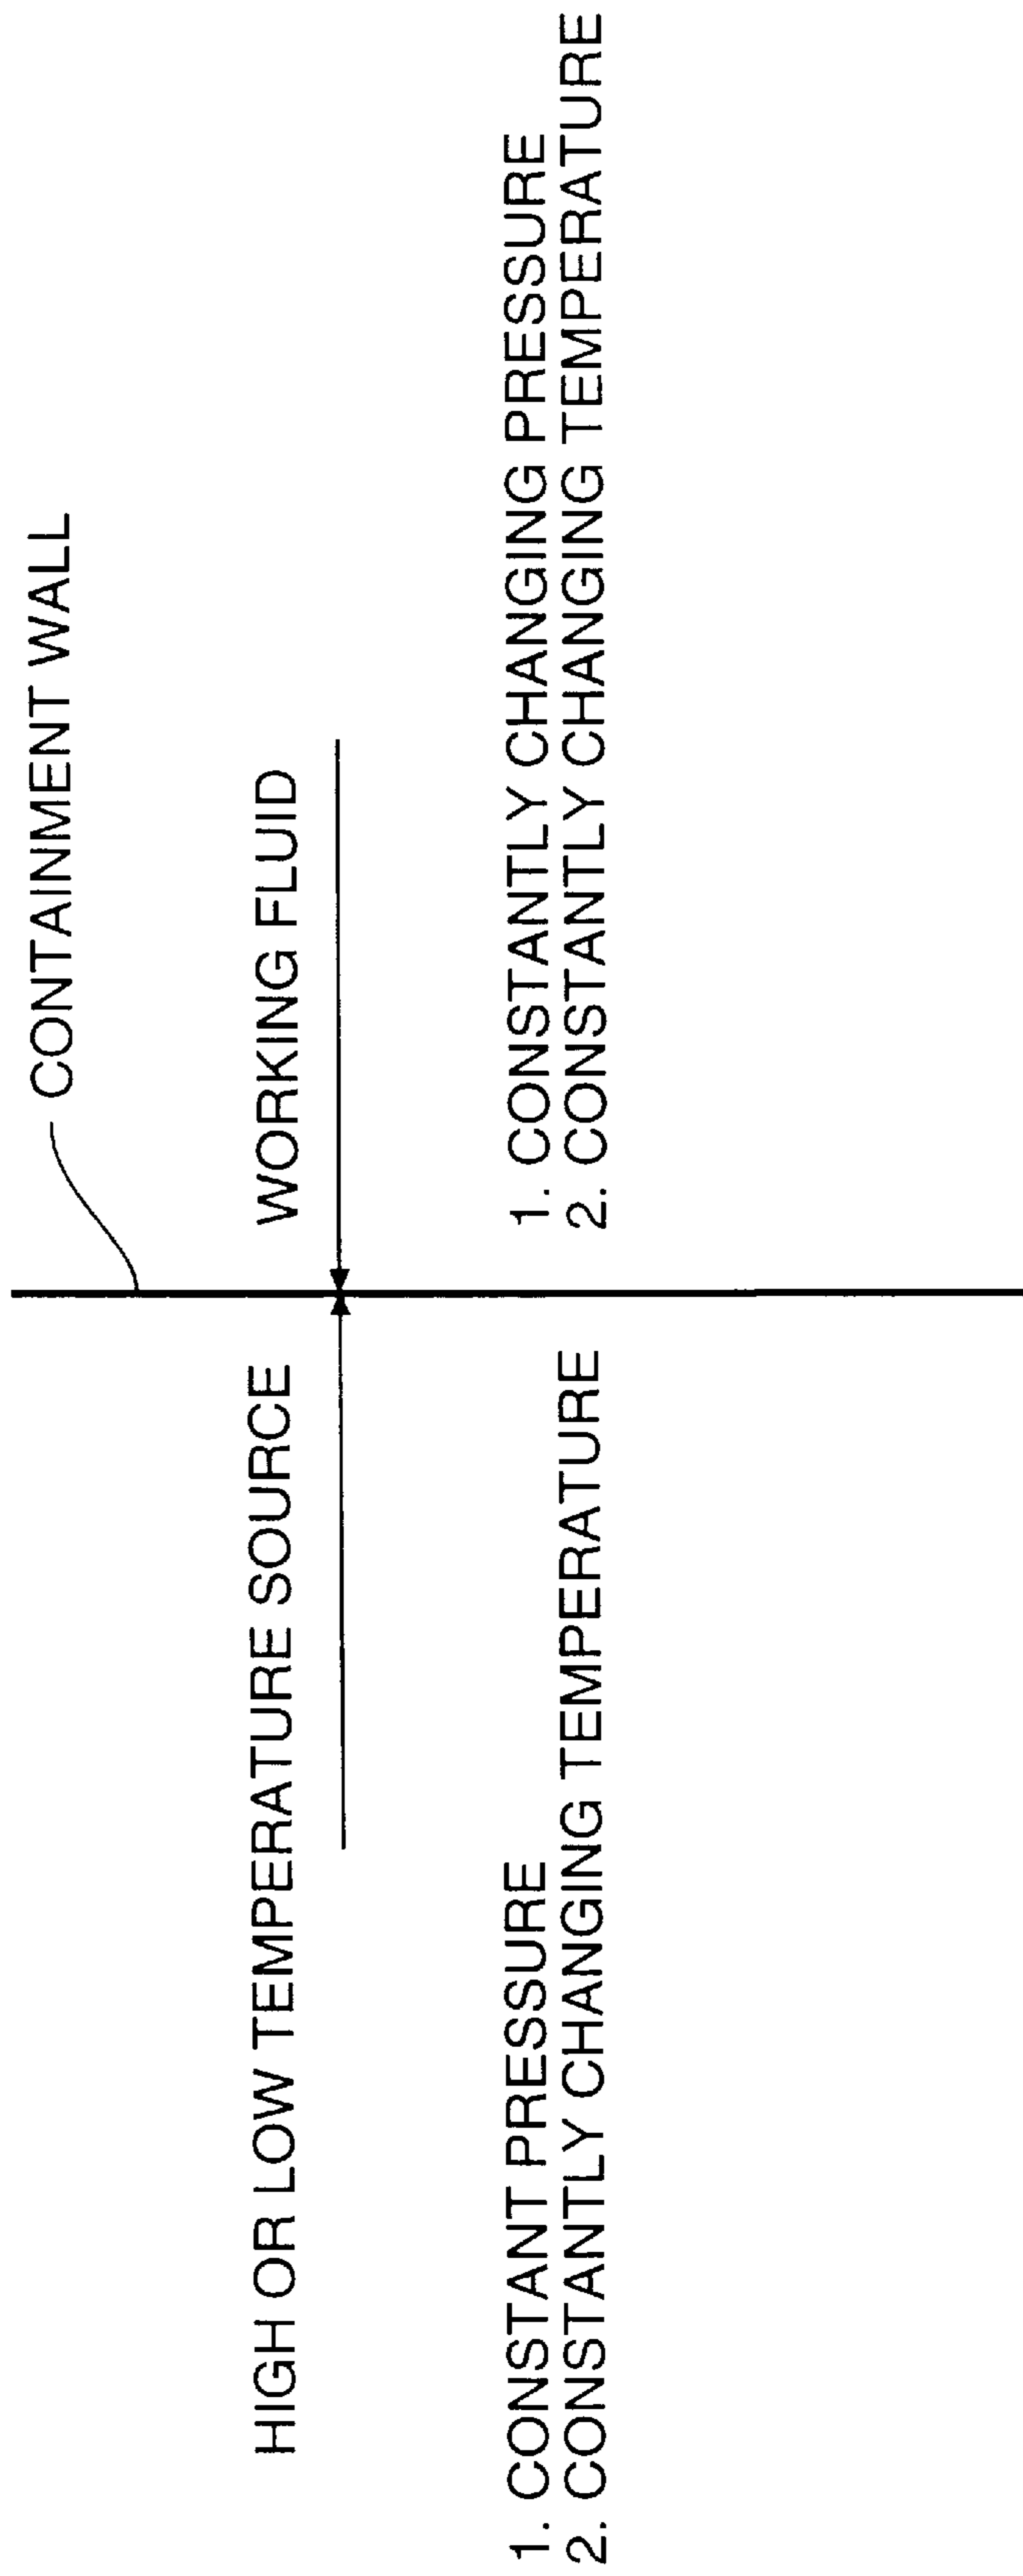 CONTAINMENT WALL
HIGH OR LOW TEMPERATURE SOURCE
WORKING FLUID
1. CONSTANT PRESSURE
2. CONSTANTLY CHANGING TEMPERATURE
1. CONSTANTLY CHANGING PRESSURE
2. CONSTANTLY CHANGING TEMPERATURE